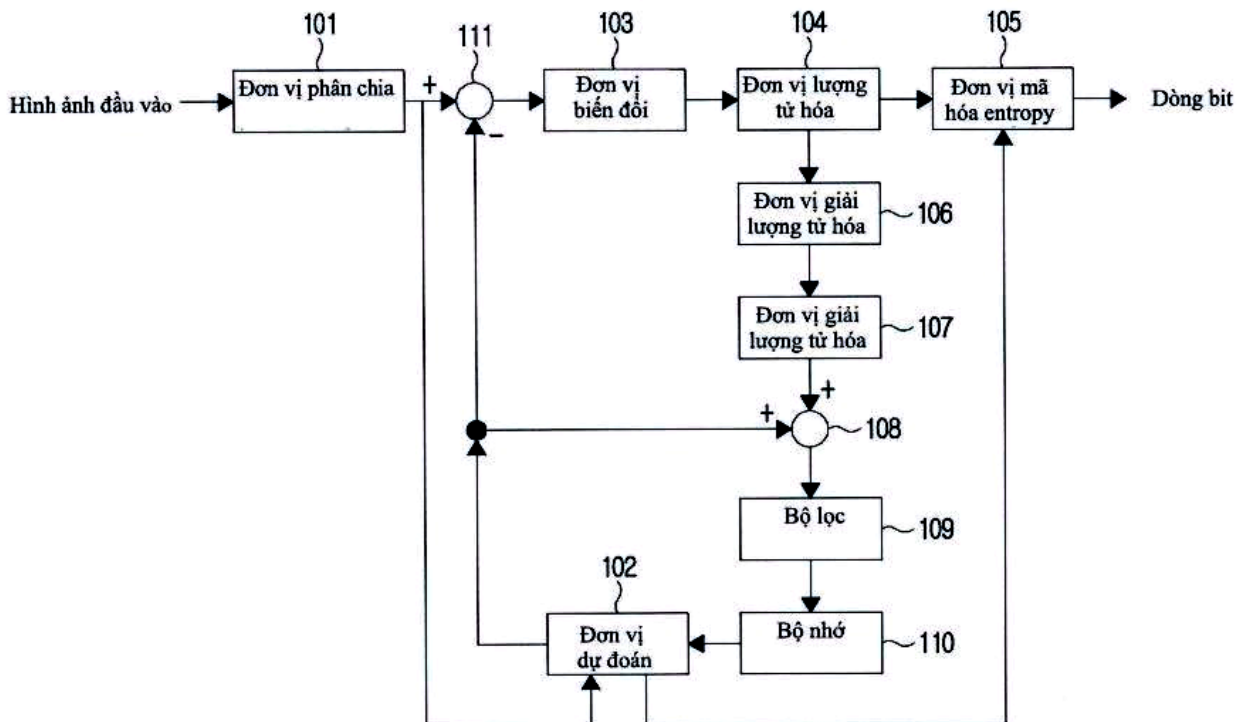 101
111
103
104
105
Hình ảnh đầu vào
Đơn vị phân chia
+
−
Đơn vị
biến đổi
Đơn vị lượng
tử hóa
Đơn vị mã
hóa entropy
Dòng bit
Đơn vị giải
lượng tử hóa
106
Đơn vị giải
lượng tử hóa
107
+
+
108
Bộ lọc
109
102
Đơn vị
dự đoán
Bộ nhớ
110